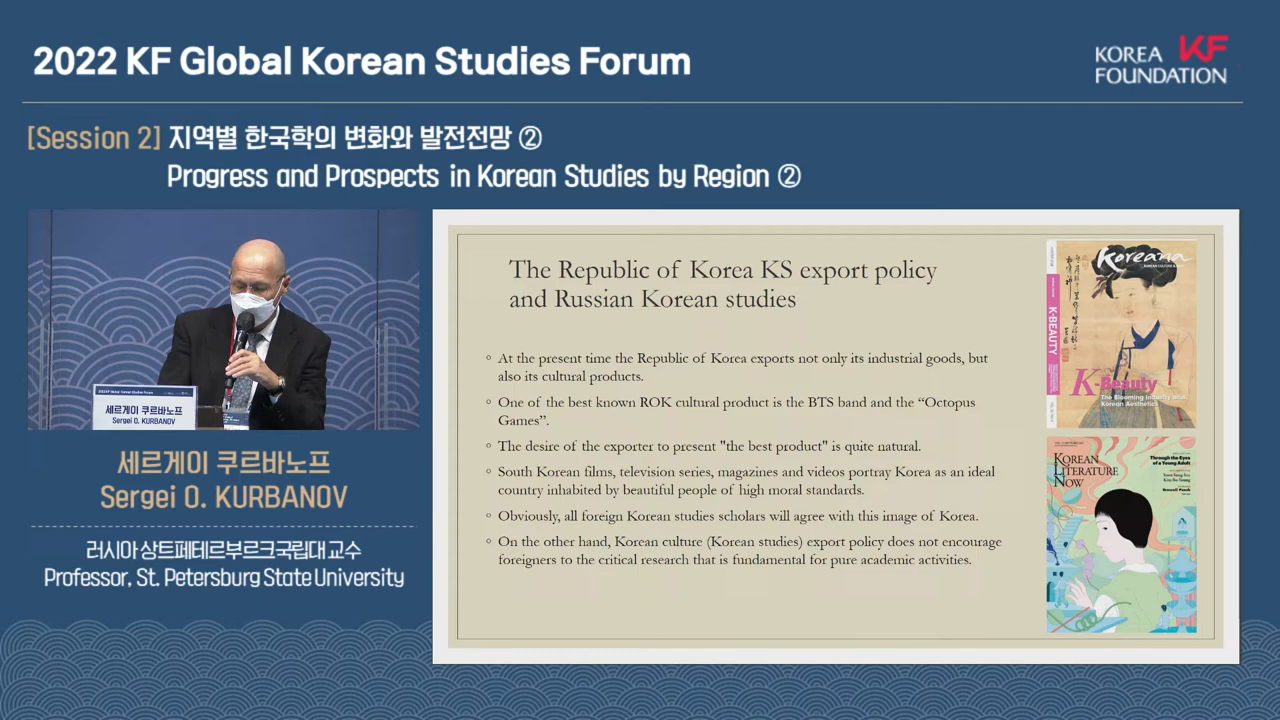 2022 KF Global Korean Studies Forum
KOREA KF
FOUNDATION
[Session 2] 지역별 한국학의 변화와 발전전망 ②
Progress and Prospects in Korean Studies by Region ②
2022 KF Global Korean Studies Forum
세르게이 쿠르바노프
Sergei O. KURBANOV
세르게이 쿠르바노프
Sergei O. KURBANOV
러시아 상트페테르부르크국립대 교수
Professor, St. Petersburg State University
The Republic of Korea KS export policy
and Russian Korean studies
◦ At the present time the Republic of Korea exports not only its industrial goods, but
also its cultural products.
◦ One of the best known ROK cultural product is the BTS band and the “Octopus
Games”.
◦ The desire of the exporter to present "the best product" is quite natural.
◦ South Korean films, television series, magazines and videos portray Korea as an ideal
country inhabited by beautiful people of high moral standards.
◦ Obviously, all foreign Korean studies scholars will agree with this image of Korea.
◦ On the other hand, Korean culture (Korean studies) export policy does not encourage
foreigners to the critical research that is fundamental for pure academic activities.
Koreana
KOREAN CULTURE & ARTS
K-BEAUTY
K-Beauty
The Blooming Industry and
Korean Aesthetics
KOREAN
LITERATURE
NOW
Through the Eyes
of a Young Adult